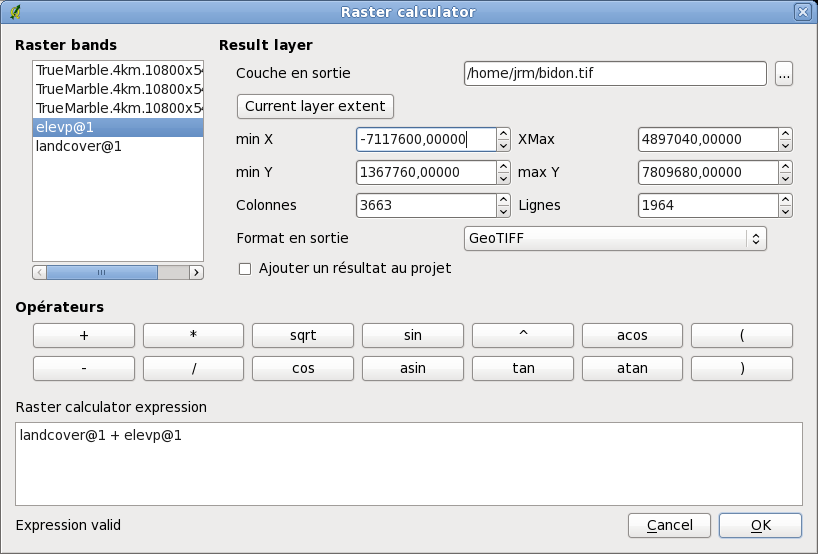 Raster calculator
Raster bands
TrueMarble.4km.10800x54
TrueMarble.4km.10800x54
TrueMarble.4km.10800x54
elevp@1
landcover@1
Result layer
Couche en sortie /home/jrm/bidon.tif ...
Current layer extent
min X -7117600,00000 XMax 4897040,00000
min Y 1367760,00000 max Y 7809680,00000
Colonnes 3663 Lignes 1964
Format en sortie GeoTIFF
Ajouter un résultat au projet
Opérateurs
+ * sqrt sin ^ acos (
- / cos asin tan atan )
Raster calculator expression
landcover@1 + elevp@1
Expression valid Cancel OK